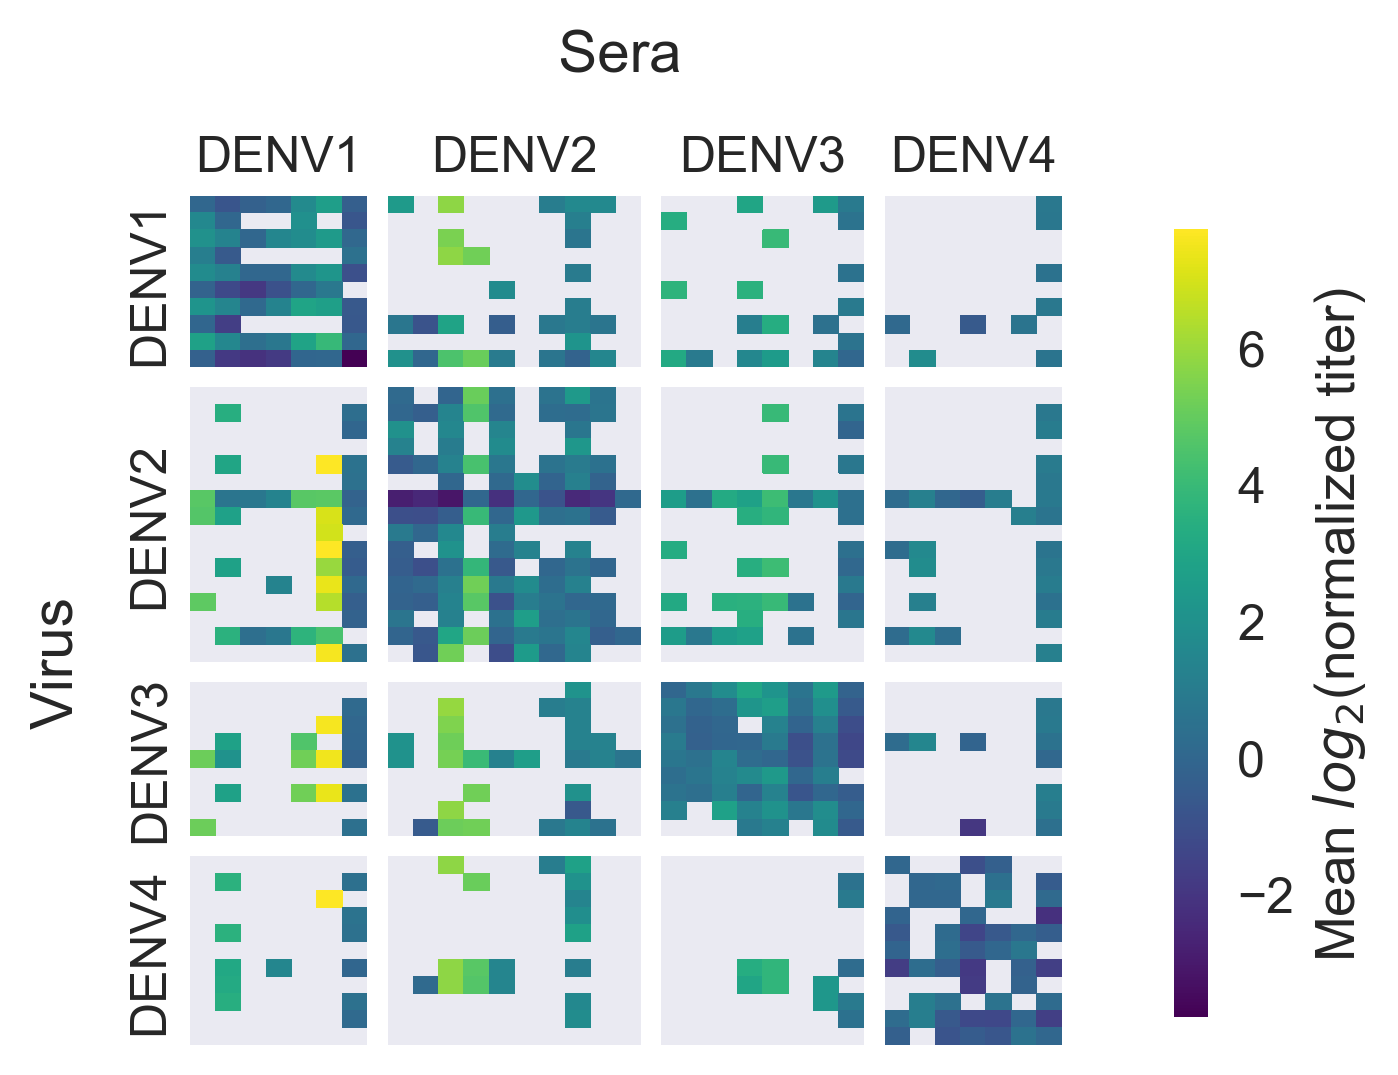 Sera
DENV1 DENV2 DENV3 DENV4
DENV1
DENV2
DENV3
DENV4
Virus
6
4
2
0
−2
Mean log₂(normalized titer)